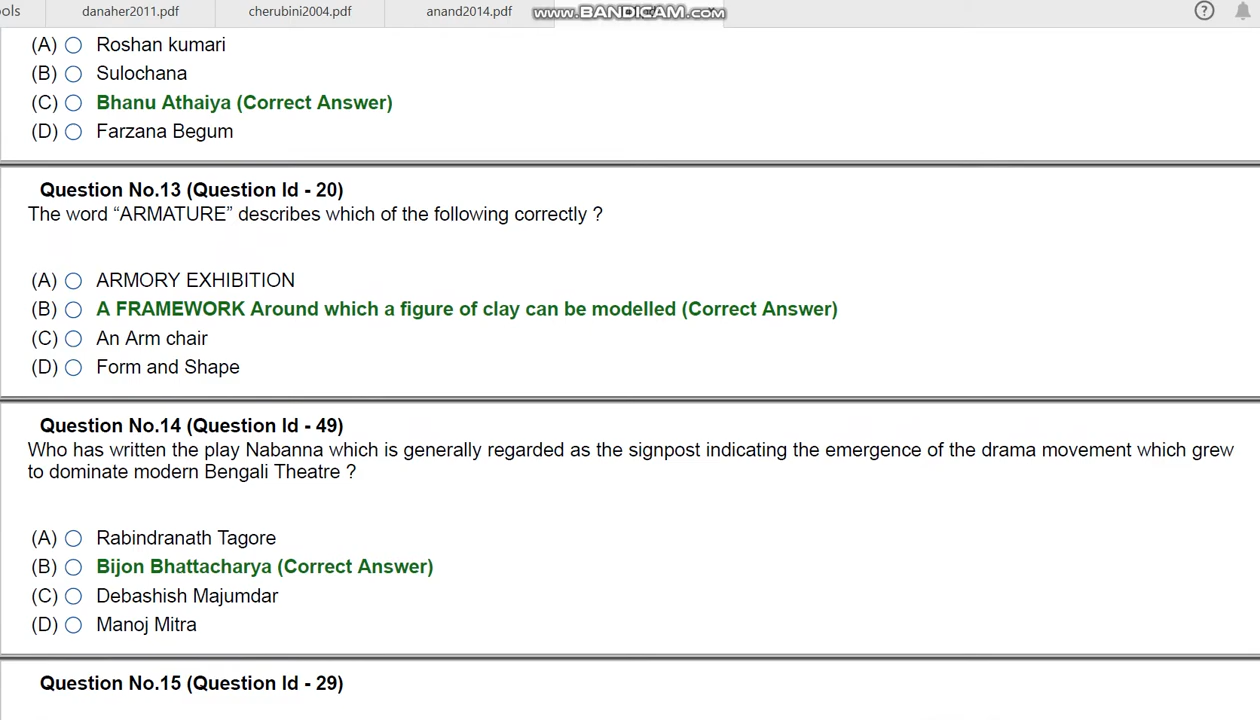 ols danaher2011.pdf cherubini2004.pdf anand2014.pdf www.BANDICAM.com
(A) Roshan kumari
(B) Sulochana
(C) Bhanu Athaiya (Correct Answer)
(D) Farzana Begum
Question No.13 (Question Id - 20)
The word “ARMATURE” describes which of the following correctly ?
(A) ARMORY EXHIBITION
(B) A FRAMEWORK Around which a figure of clay can be modelled (Correct Answer)
(C) An Arm chair
(D) Form and Shape
Question No.14 (Question Id - 49)
Who has written the play Nabanna which is generally regarded as the signpost indicating the emergence of the drama movement which grew
to dominate modern Bengali Theatre ?
(A) Rabindranath Tagore
(B) Bijon Bhattacharya (Correct Answer)
(C) Debashish Majumdar
(D) Manoj Mitra
Question No.15 (Question Id - 29)